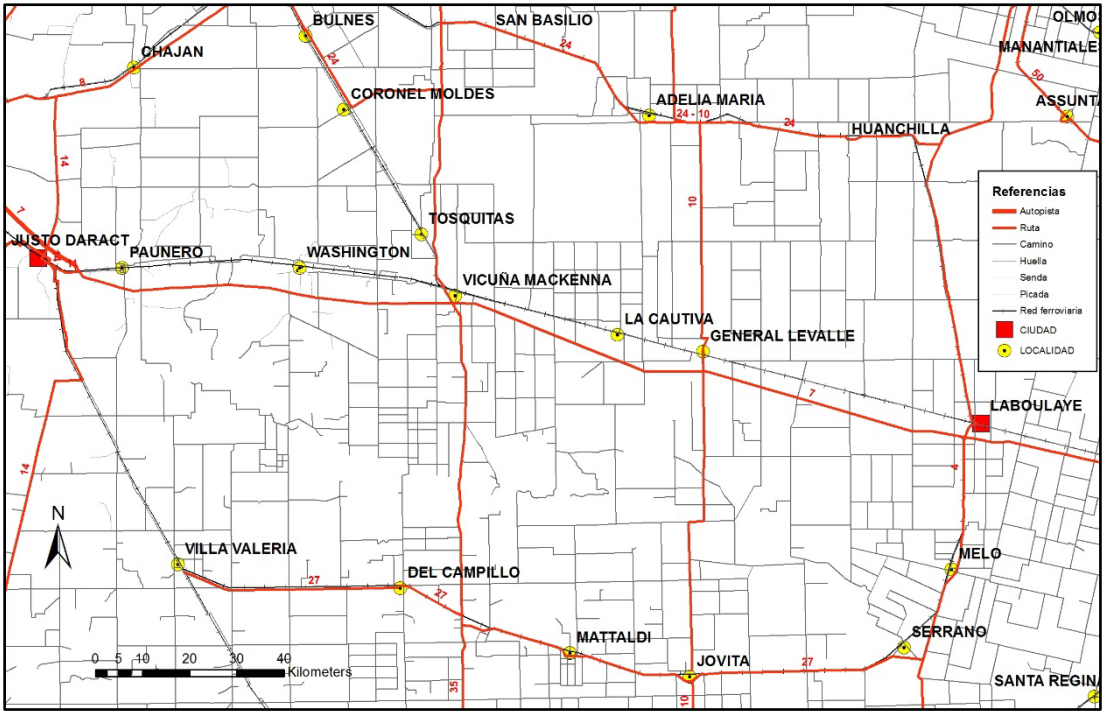 BULNES
SAN BASILIO
OLMOS
24
MANANTIALES
CHAJAN
24
8
50
CORONEL MOLDES
ADELIA MARIA
ASSUNTA
24 - 10
24
HUANCHILLA
14
Referencias
Autopista
Ruta
Camino
Huella
Senda
Picada
Red ferroviaria
CIUDAD
LOCALIDAD
10
7
TOSQUITAS
JUSTO DARACT
PAUNERO
WASHINGTON
VICUÑA MACKENNA
LA CAUTIVA
GENERAL LEVALLE
7
LABOULAYE
14
4
N
VILLA VALERIA
27
DEL CAMPILLO
27
MELO
SERRANO
MATTALDI
JOVITA
27
0 5 10 20 30 40
Kilometers
35
10
SANTA REGINA